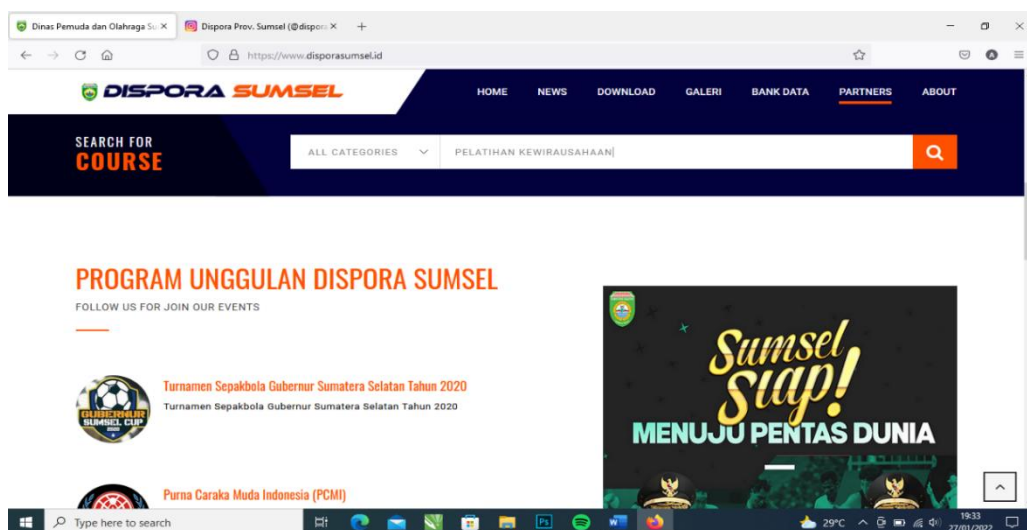 Dinas Pemuda dan Olahraga Su
Dispora Prov. Sumsel (@dispor
https://www.disporasumsel.id
DISPORA SUMSEL
HOME NEWS DOWNLOAD GALERI BANK DATA PARTNERS ABOUT
SEARCH FOR
COURSE
ALL CATEGORIES
PELATIHAN KEWIRAUSAHAAN
PROGRAM UNGGULAN DISPORA SUMSEL
FOLLOW US FOR JOIN OUR EVENTS
GUBERNUR
SUMSEL CUP
2020
Turnamen Sepakbola Gubernur Sumatera Selatan Tahun 2020
Turnamen Sepakbola Gubernur Sumatera Selatan Tahun 2020
Purna Caraka Muda Indonesia (PCMI)
Sumsel
Siap!
MENUJU PENTAS DUNIA
Type here to search
Ps
29°C
19:33
27/01/2022